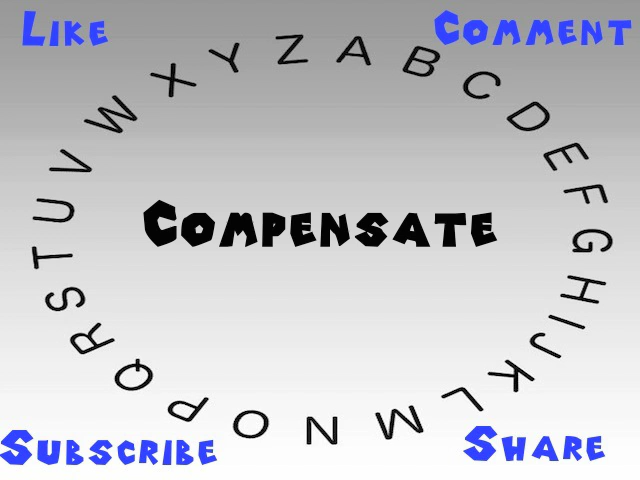 Like
Comment
A B C D E F G H I J K L M N O P Q R S T U V W X Y Z
Compensate
Subscribe
Share